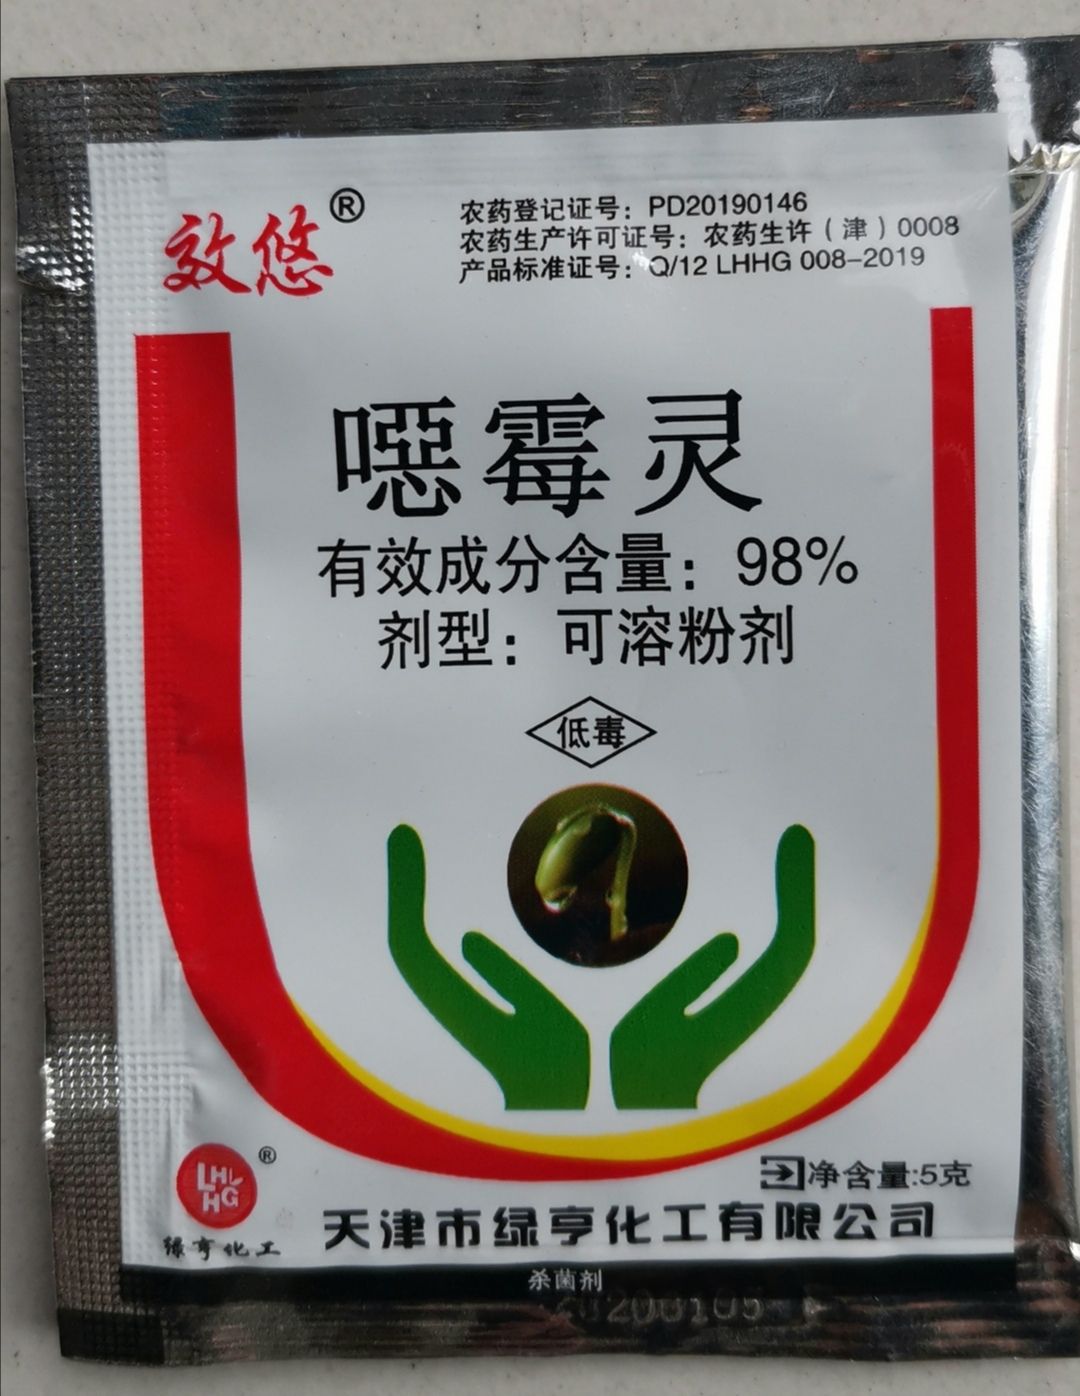 效悠®
农药登记证号：PD20190146
农药生产许可证号：农药生许（津）0008
产品标准证号：Q/12 LHHG 008-2019
噁霉灵
有效成分含量：98%
剂型：可溶粉剂
低毒
LH
HG
®
绿亨化工
净含量:5克
天津市绿亨化工有限公司
杀菌剂